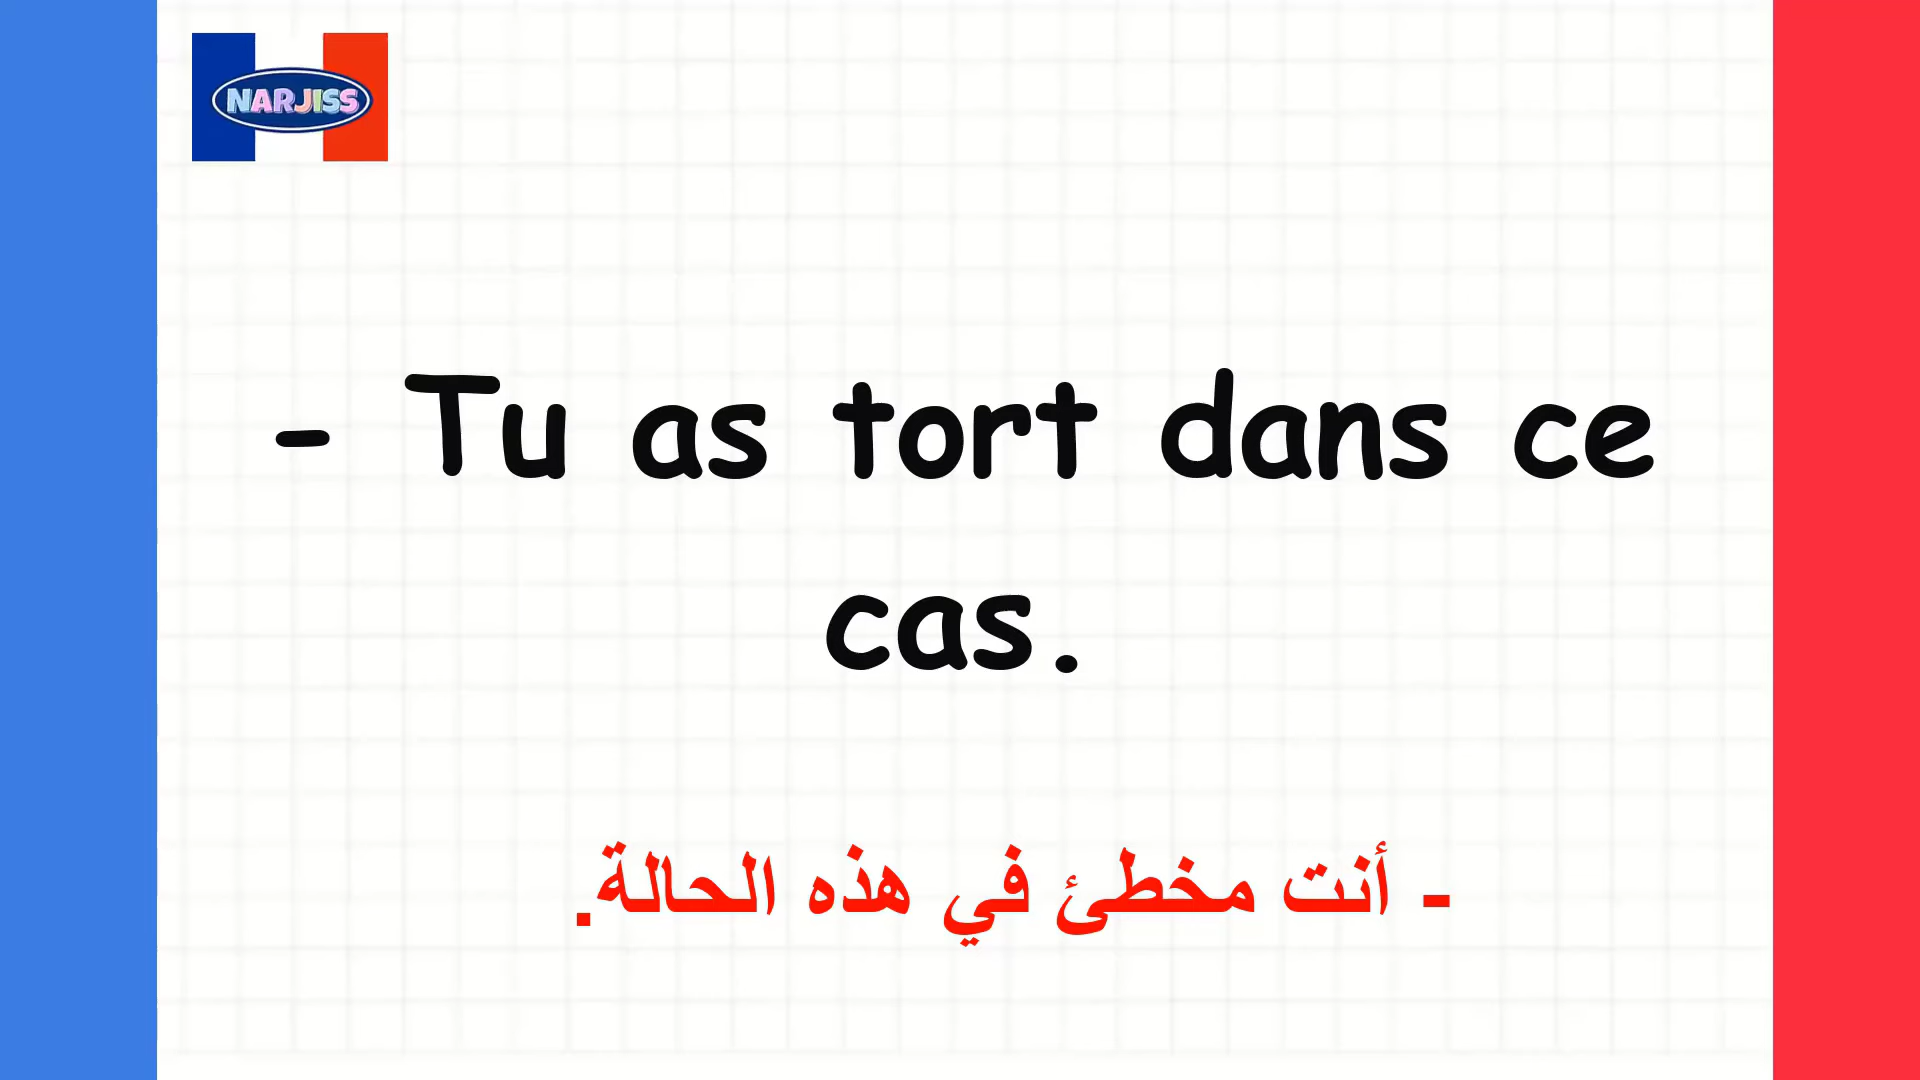 NARJISS
- Tu as tort dans ce
cas.
- أنت مخطئ في هذه الحالة.